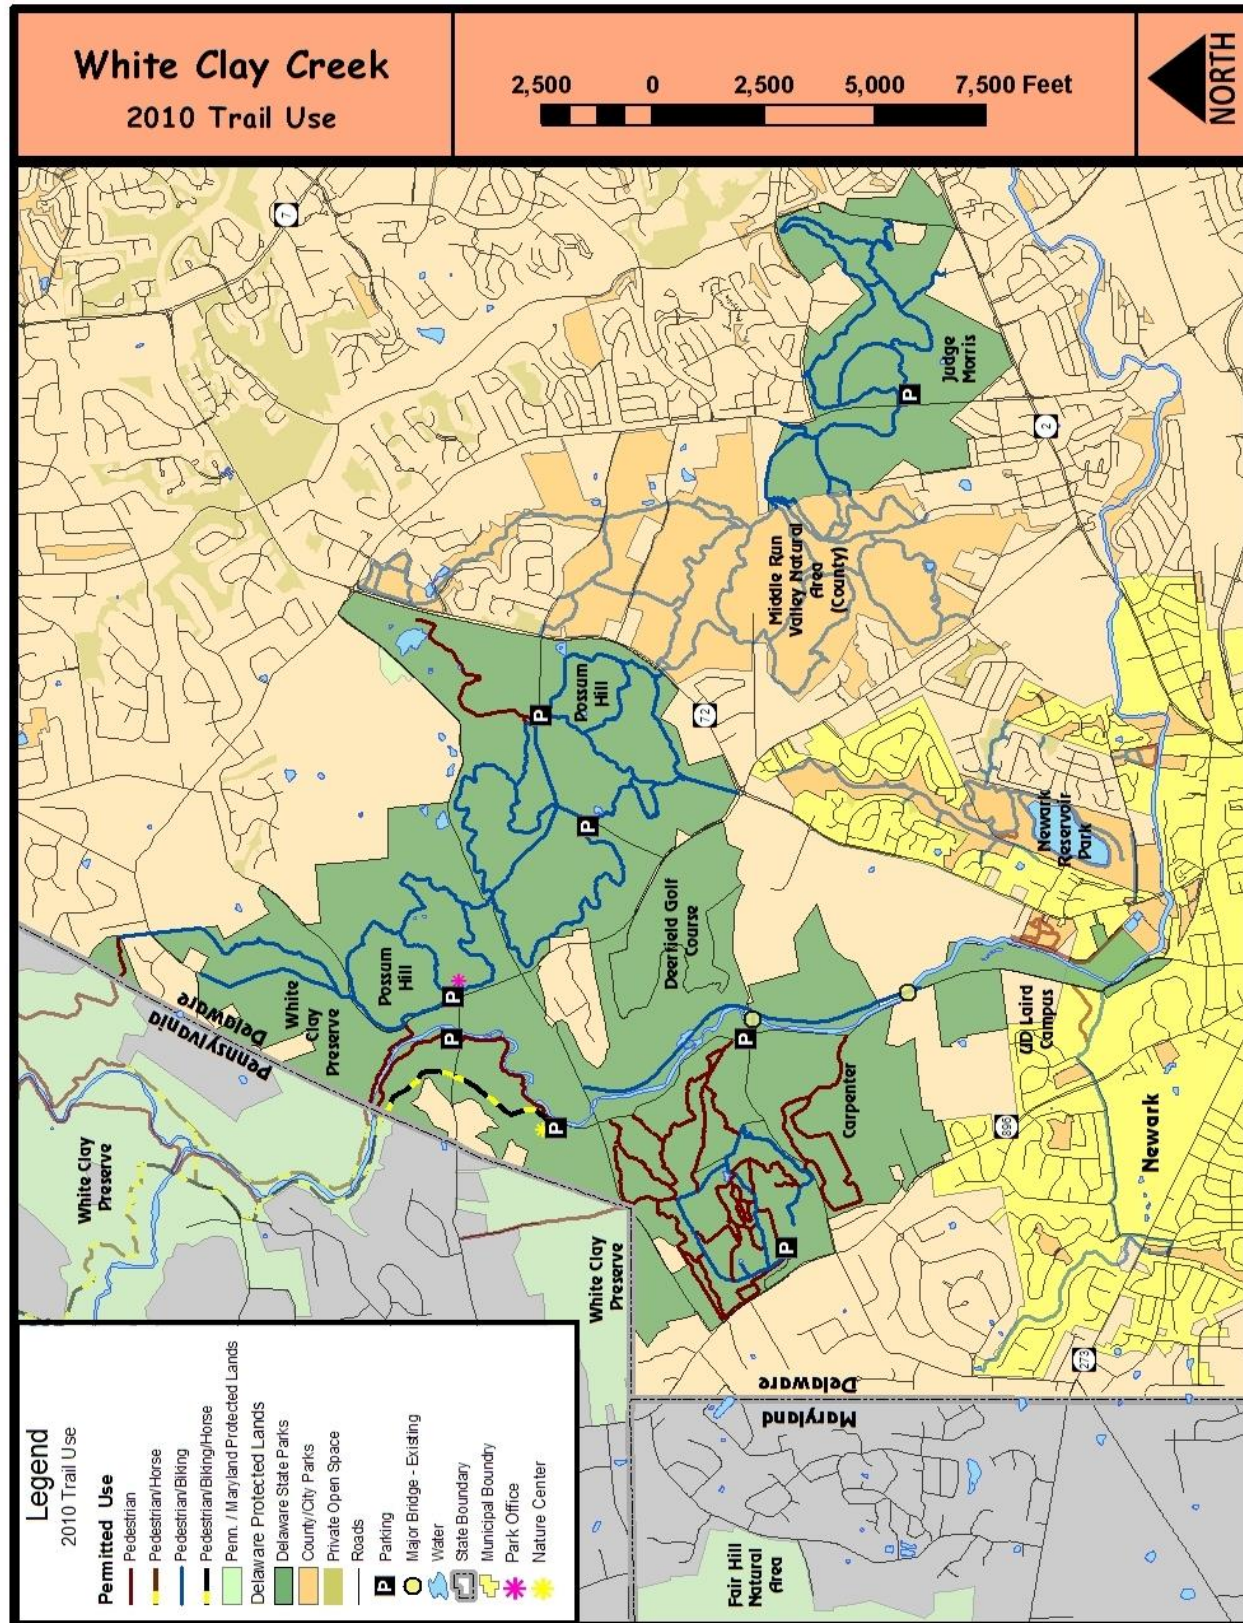 White Clay Creek
2010 Trail Use
2,500 0 2,500 5,000 7,500 Feet
NORTH
7
Judge
Morris
2
Middle Run
Valley Natural
Area
(County)
Possum
Hill
P
P
P
72
Newark
Reservoir
Park
Deerfield Golf
Course
Possum
Hill
White
Clay
Preserve
Delaware
Pennsylvania
P
P
P
P
P
White Clay
Preserve
UD Laird
Campus
Carpenter
896
Newark
White Clay
Preserve
273
Delaware
Maryland
Fair Hill
Natural
Area
Legend
2010 Trail Use
Permitted Use
Pedestrian
Pedestrian/Horse
Pedestrian/Biking
Pedestrian/Biking/Horse
Penn. / Maryland Protected Lands
Delaware Protected Lands
Delaware State Parks
County/City Parks
Private Open Space
Roads
P Parking
Major Bridge - Existing
Water
State Boundary
Municipal Boundry
Park Office
Nature Center